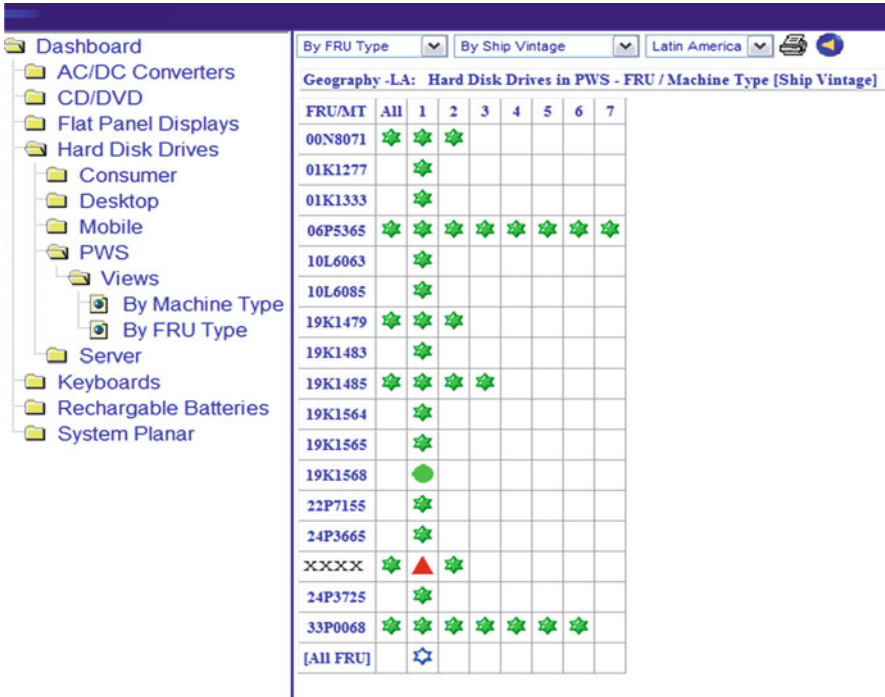 Dashboard
AC/DC Converters
CD/DVD
Flat Panel Displays
Hard Disk Drives
Consumer
Desktop
Mobile
PWS
Views
By Machine Type
By FRU Type
Server
Keyboards
Rechargable Batteries
System Planar
By FRU Type By Ship Vintage Latin America
Geography -LA: Hard Disk Drives in PWS - FRU / Machine Type [Ship Vintage]
FRU/MT All 1 2 3 4 5 6 7
00N8071
01K1277
01K1333
06P5365
10L6063
10L6085
19K1479
19K1483
19K1485
19K1564
19K1565
19K1568
22P7155
24P3665
XXXX
24P3725
33P0068
[All FRU]